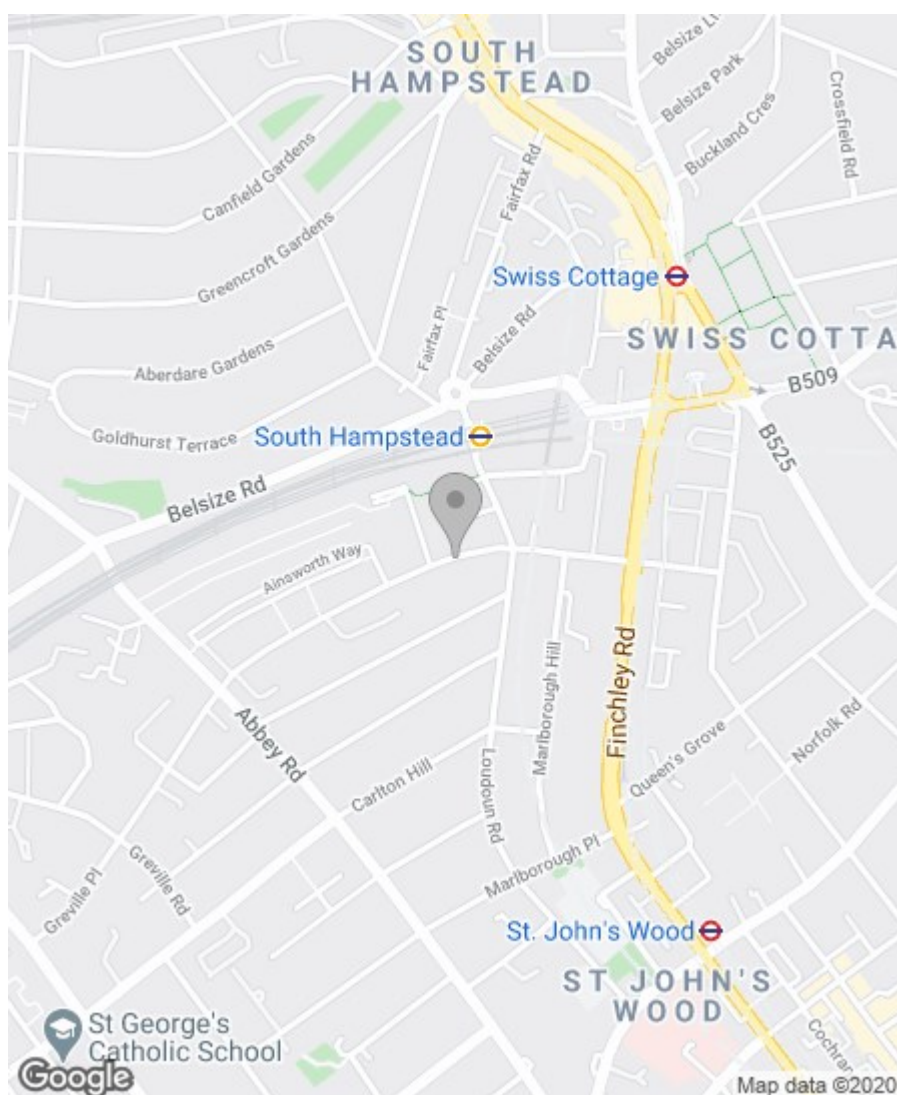 SOUTH
HAMPSTEAD
Belsize Park
Crossfield Rd
Buckland Cres
Canfield Gardens
Fairfax Rd
Greencroft Gardens
Swiss Cottage
Fairfax Pl
Belsize Rd
SWISS COTTA
Aberdare Gardens
B509
Goldhurst Terrace
South Hampstead
B525
Belsize Rd
Ainsworth Way
Finchley Rd
Marlborough Hill
Norfolk Rd
Queen's Grove
Abbey Rd
Loudoun Rd
Carlton Hill
Marlborough Pl
Greville Rd
Greville Pl
St. John's Wood
ST JOHN'S
WOOD
St George's
Catholic School
Cochran
Google
Map data ©2020